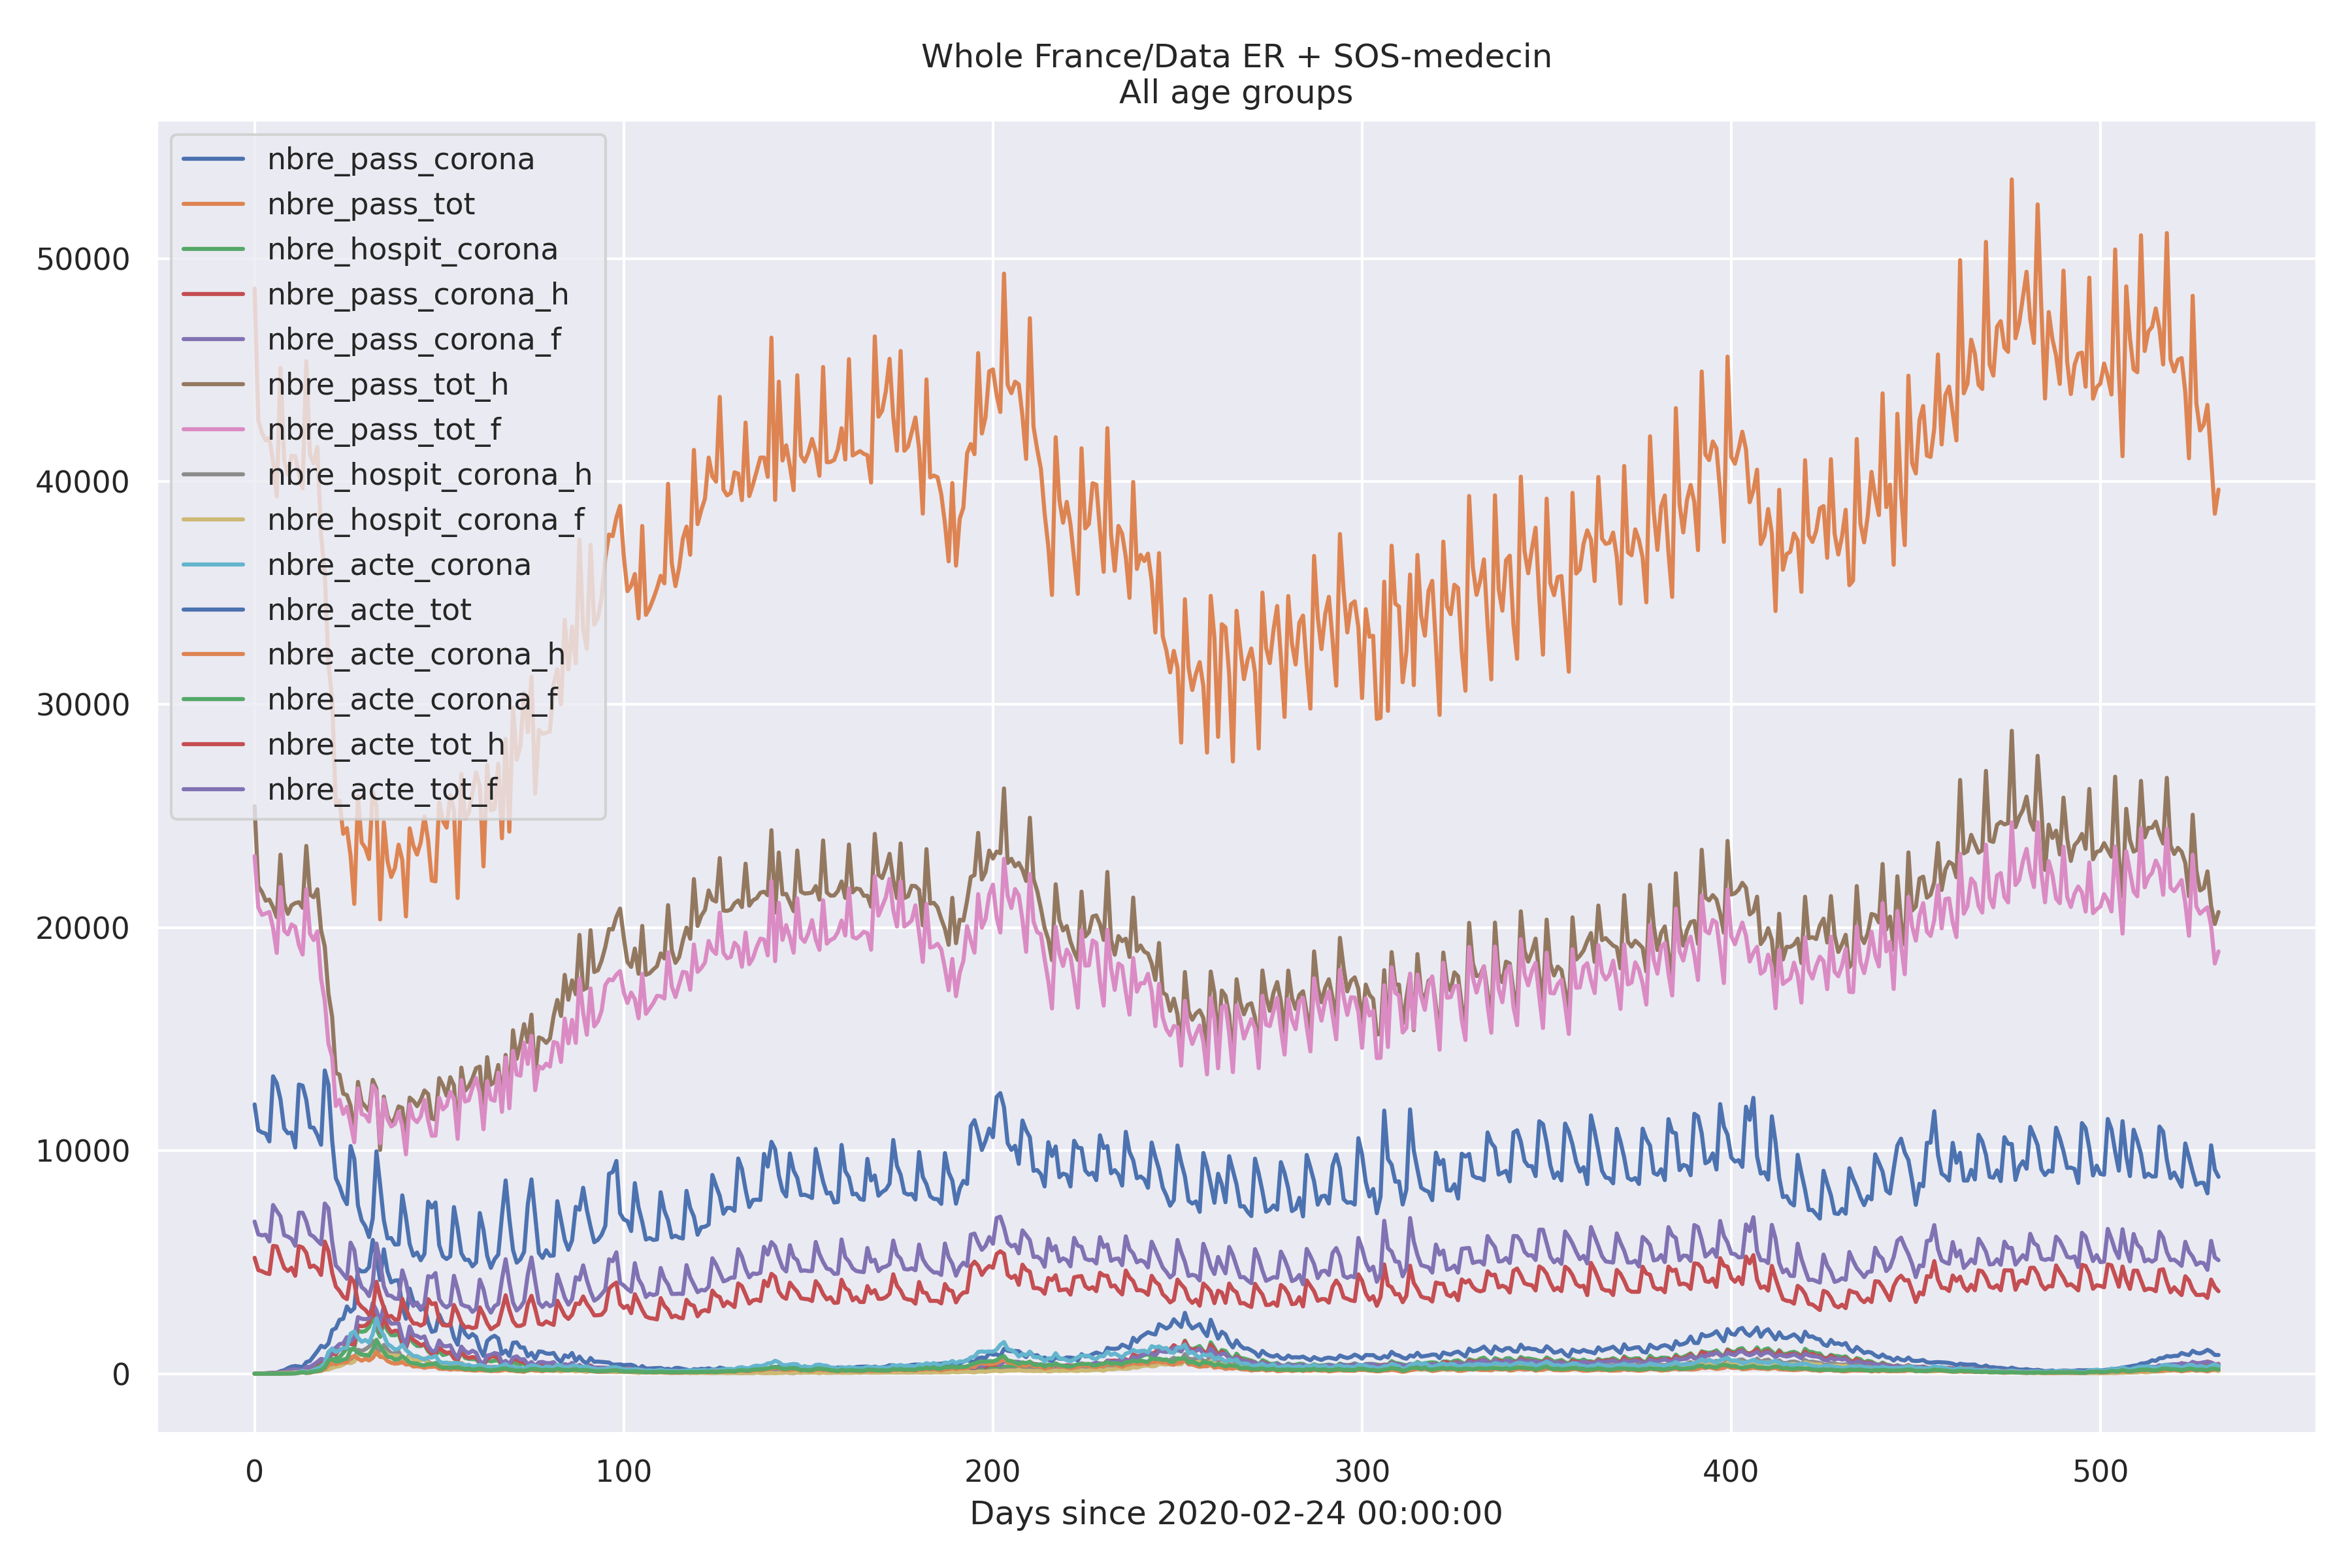 Whole France/Data ER + SOS-medecin
All age groups
nbre_pass_corona
nbre_pass_tot
nbre_hospit_corona
nbre_pass_corona_h
nbre_pass_corona_f
nbre_pass_tot_h
nbre_pass_tot_f
nbre_hospit_corona_h
nbre_hospit_corona_f
nbre_acte_corona
nbre_acte_tot
nbre_acte_corona_h
nbre_acte_corona_f
nbre_acte_tot_h
nbre_acte_tot_f
50000
40000
30000
20000
10000
0
0 100 200 300 400 500
Days since 2020-02-24 00:00:00